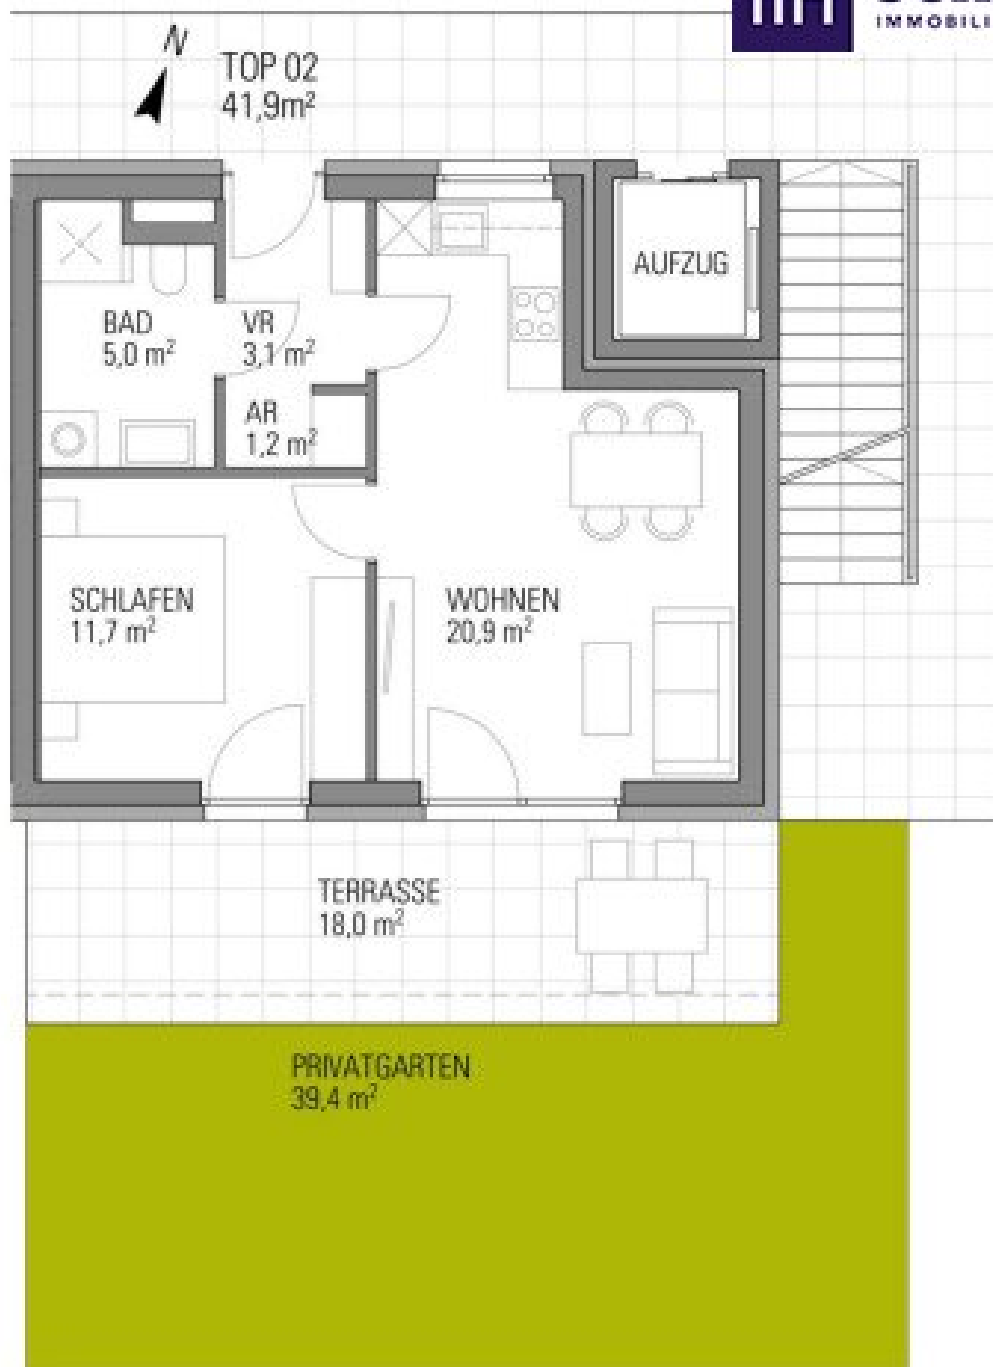 IMMOBILI
N
TOP 02
41,9m²
AUFZUG
BAD
5,0 m²
VR
3,1 m²
AR
1,2 m²
SCHLAFEN
11,7 m²
WOHNEN
20,9 m²
TERRASSE
18,0 m²
PRIVATGARTEN
39,4 m²